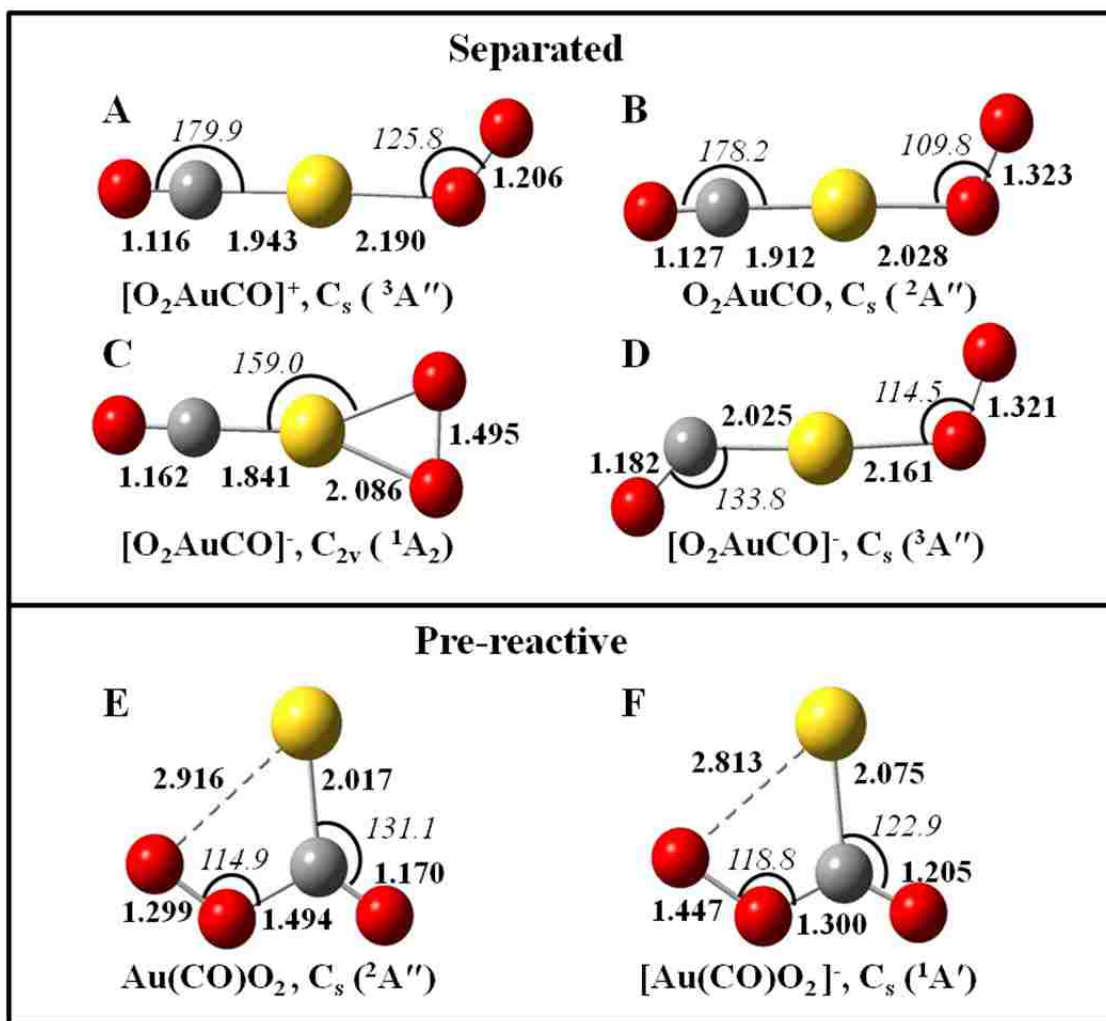 Separated
A
179.9
125.8
1.206
1.116 1.943 2.190
[O₂AuCO]⁺, Cₛ ( ³A″)
B
178.2
109.8
1.323
1.127 1.912 2.028
O₂AuCO, Cₛ ( ²A″)
C
159.0
1.495
1.162 1.841 2. 086
[O₂AuCO]⁻, C₂ᵥ ( ¹A₂)
D
2.025
114.5
1.321
1.182
2.161
133.8
[O₂AuCO]⁻, Cₛ (³A″)
Pre-reactive
E
2.916
2.017
131.1
114.9
1.170
1.299
1.494
Au(CO)O₂, Cₛ (²A″)
F
2.813
2.075
122.9
118.8
1.205
1.447
1.300
[Au(CO)O₂]⁻, Cₛ (¹A′)